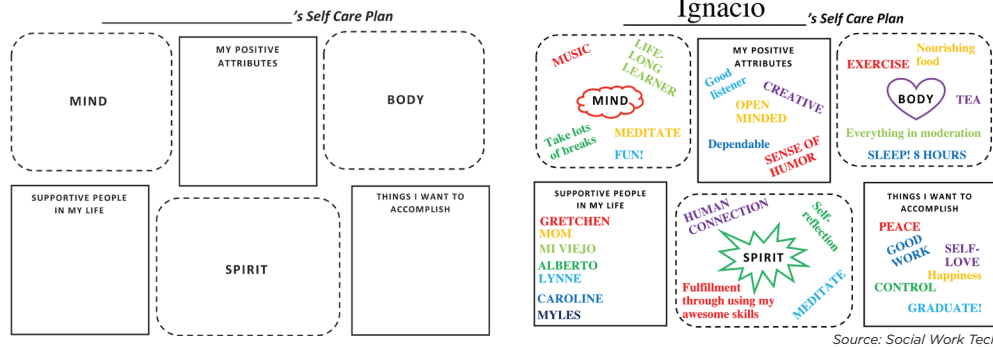 _______________________'s Self Care Plan
MIND
MY POSITIVE
ATTRIBUTES
BODY
SUPPORTIVE PEOPLE
IN MY LIFE
SPIRIT
THINGS I WANT TO
ACCOMPLISH
Ignacio's Self Care Plan
MUSIC
LIFE-
LONG
LEARNER
MIND
Take lots
of breaks
MEDITATE
FUN!
MY POSITIVE
ATTRIBUTES
Good
listener
CREATIVE
OPEN
MINDED
Dependable
SENSE OF
HUMOR
Nourishing
food
EXERCISE
BODY
TEA
Everything in moderation
SLEEP! 8 HOURS
SUPPORTIVE PEOPLE
IN MY LIFE
GRETCHEN
MOM
MI VIEJO
ALBERTO
LYNNE
CAROLINE
MYLES
HUMAN
CONNECTION
Self-
reflection
SPIRIT
Fulfillment
through using my
awesome skills
MEDITATE
THINGS I WANT TO
ACCOMPLISH
PEACE
GOOD
WORK
SELF-
LOVE
Happiness
CONTROL
GRADUATE!
Source: Social Work Tech